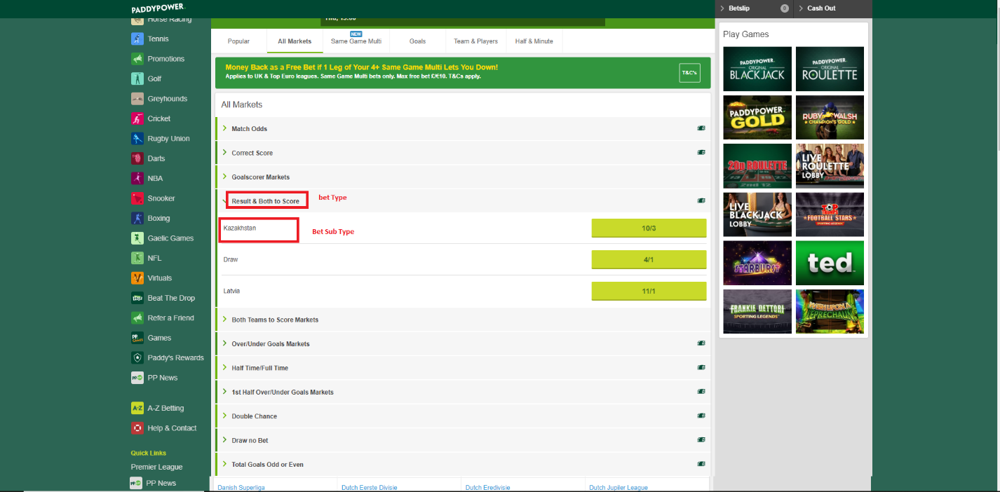 PADDYPOWER.
Betslip
0
Cash Out
Horse Racing
Tennis
Promotions
Golf
Greyhounds
Cricket
Rugby Union
Darts
NBA
Snooker
Boxing
Gaelic Games
NFL
Virtuals
Beat The Drop
Refer a Friend
Games
Paddy's Rewards
PP News
A-Z
A-Z Betting
Help & Contact
Quick Links
Premier League
PP News
Popular
All Markets
NEW
Same Game Multi
Goals
Team & Players
Half & Minute
Money Back as a Free Bet if 1 Leg of Your 4+ Same Game Multi Lets You Down!
Applies to UK & Top Euro leagues. Same Game Multi bets only. Max free bet £/€10. T&Cs apply.
T&C's
All Markets
Match Odds
Correct Score
Goalscorer Markets
Result & Both to Score
bet Type
Kazakhstan
Bet Sub Type
10/3
Draw
4/1
Latvia
11/1
Both Teams to Score Markets
Over/Under Goals Markets
Half Time/Full Time
1st Half Over/Under Goals Markets
Double Chance
Draw no Bet
Total Goals Odd or Even
Danish Superliga
Dutch Eerste Divisie
Dutch Eredivisie
Dutch Jupiler League
Play Games
PADDYPOWER.
ORIGINAL
BLACKJACK
PADDYPOWER.
ORIGINAL
ROULETTE
PADDYPOWER.
GOLD
RUBY WALSH
CHAMPION'S GOLD
20p ROULETTE
2nd 12
LIVE
ROULETTE
LOBBY
LIVE
BLACKJACK
LOBBY
TOP TRUMPS
FOOTBALL STARS
SPORTING LEGENDS
STARBURST
ted
FRANKIE DETTORI
SPORTING LEGENDS
WISH UPON A
LEPRECHAUN